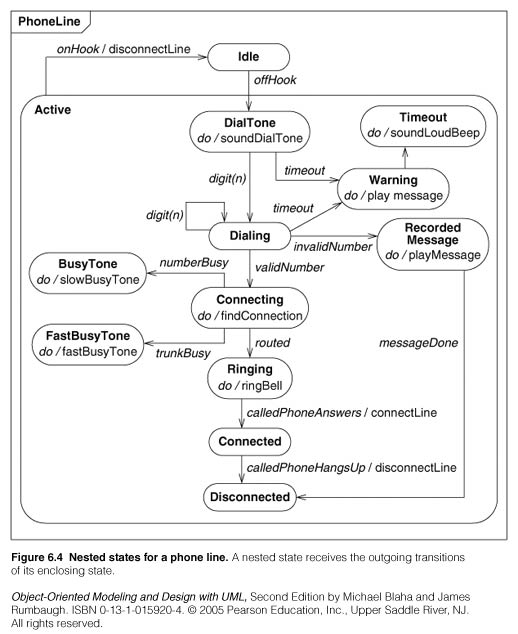 PhoneLine
onHook / disconnectLine
Idle
offHook
Active
DialTone
do / soundDialTone
Timeout
do / soundLoudBeep
timeout
Warning
do / play message
digit(n)
digit(n)
timeout
Dialing
invalidNumber
Recorded
Message
do / playMessage
BusyTone
do / slowBusyTone
numberBusy
validNumber
Connecting
do / findConnection
FastBusyTone
do / fastBusyTone
trunkBusy
routed
messageDone
Ringing
do / ringBell
calledPhoneAnswers / connectLine
Connected
calledPhoneHangsUp / disconnectLine
Disconnected
Figure 6.4 Nested states for a phone line. A nested state receives the outgoing transitions
of its enclosing state.
Object-Oriented Modeling and Design with UML, Second Edition by Michael Blaha and James
Rumbaugh. ISBN 0-13-1-015920-4. © 2005 Pearson Education, Inc., Upper Saddle River, NJ.
All rights reserved.